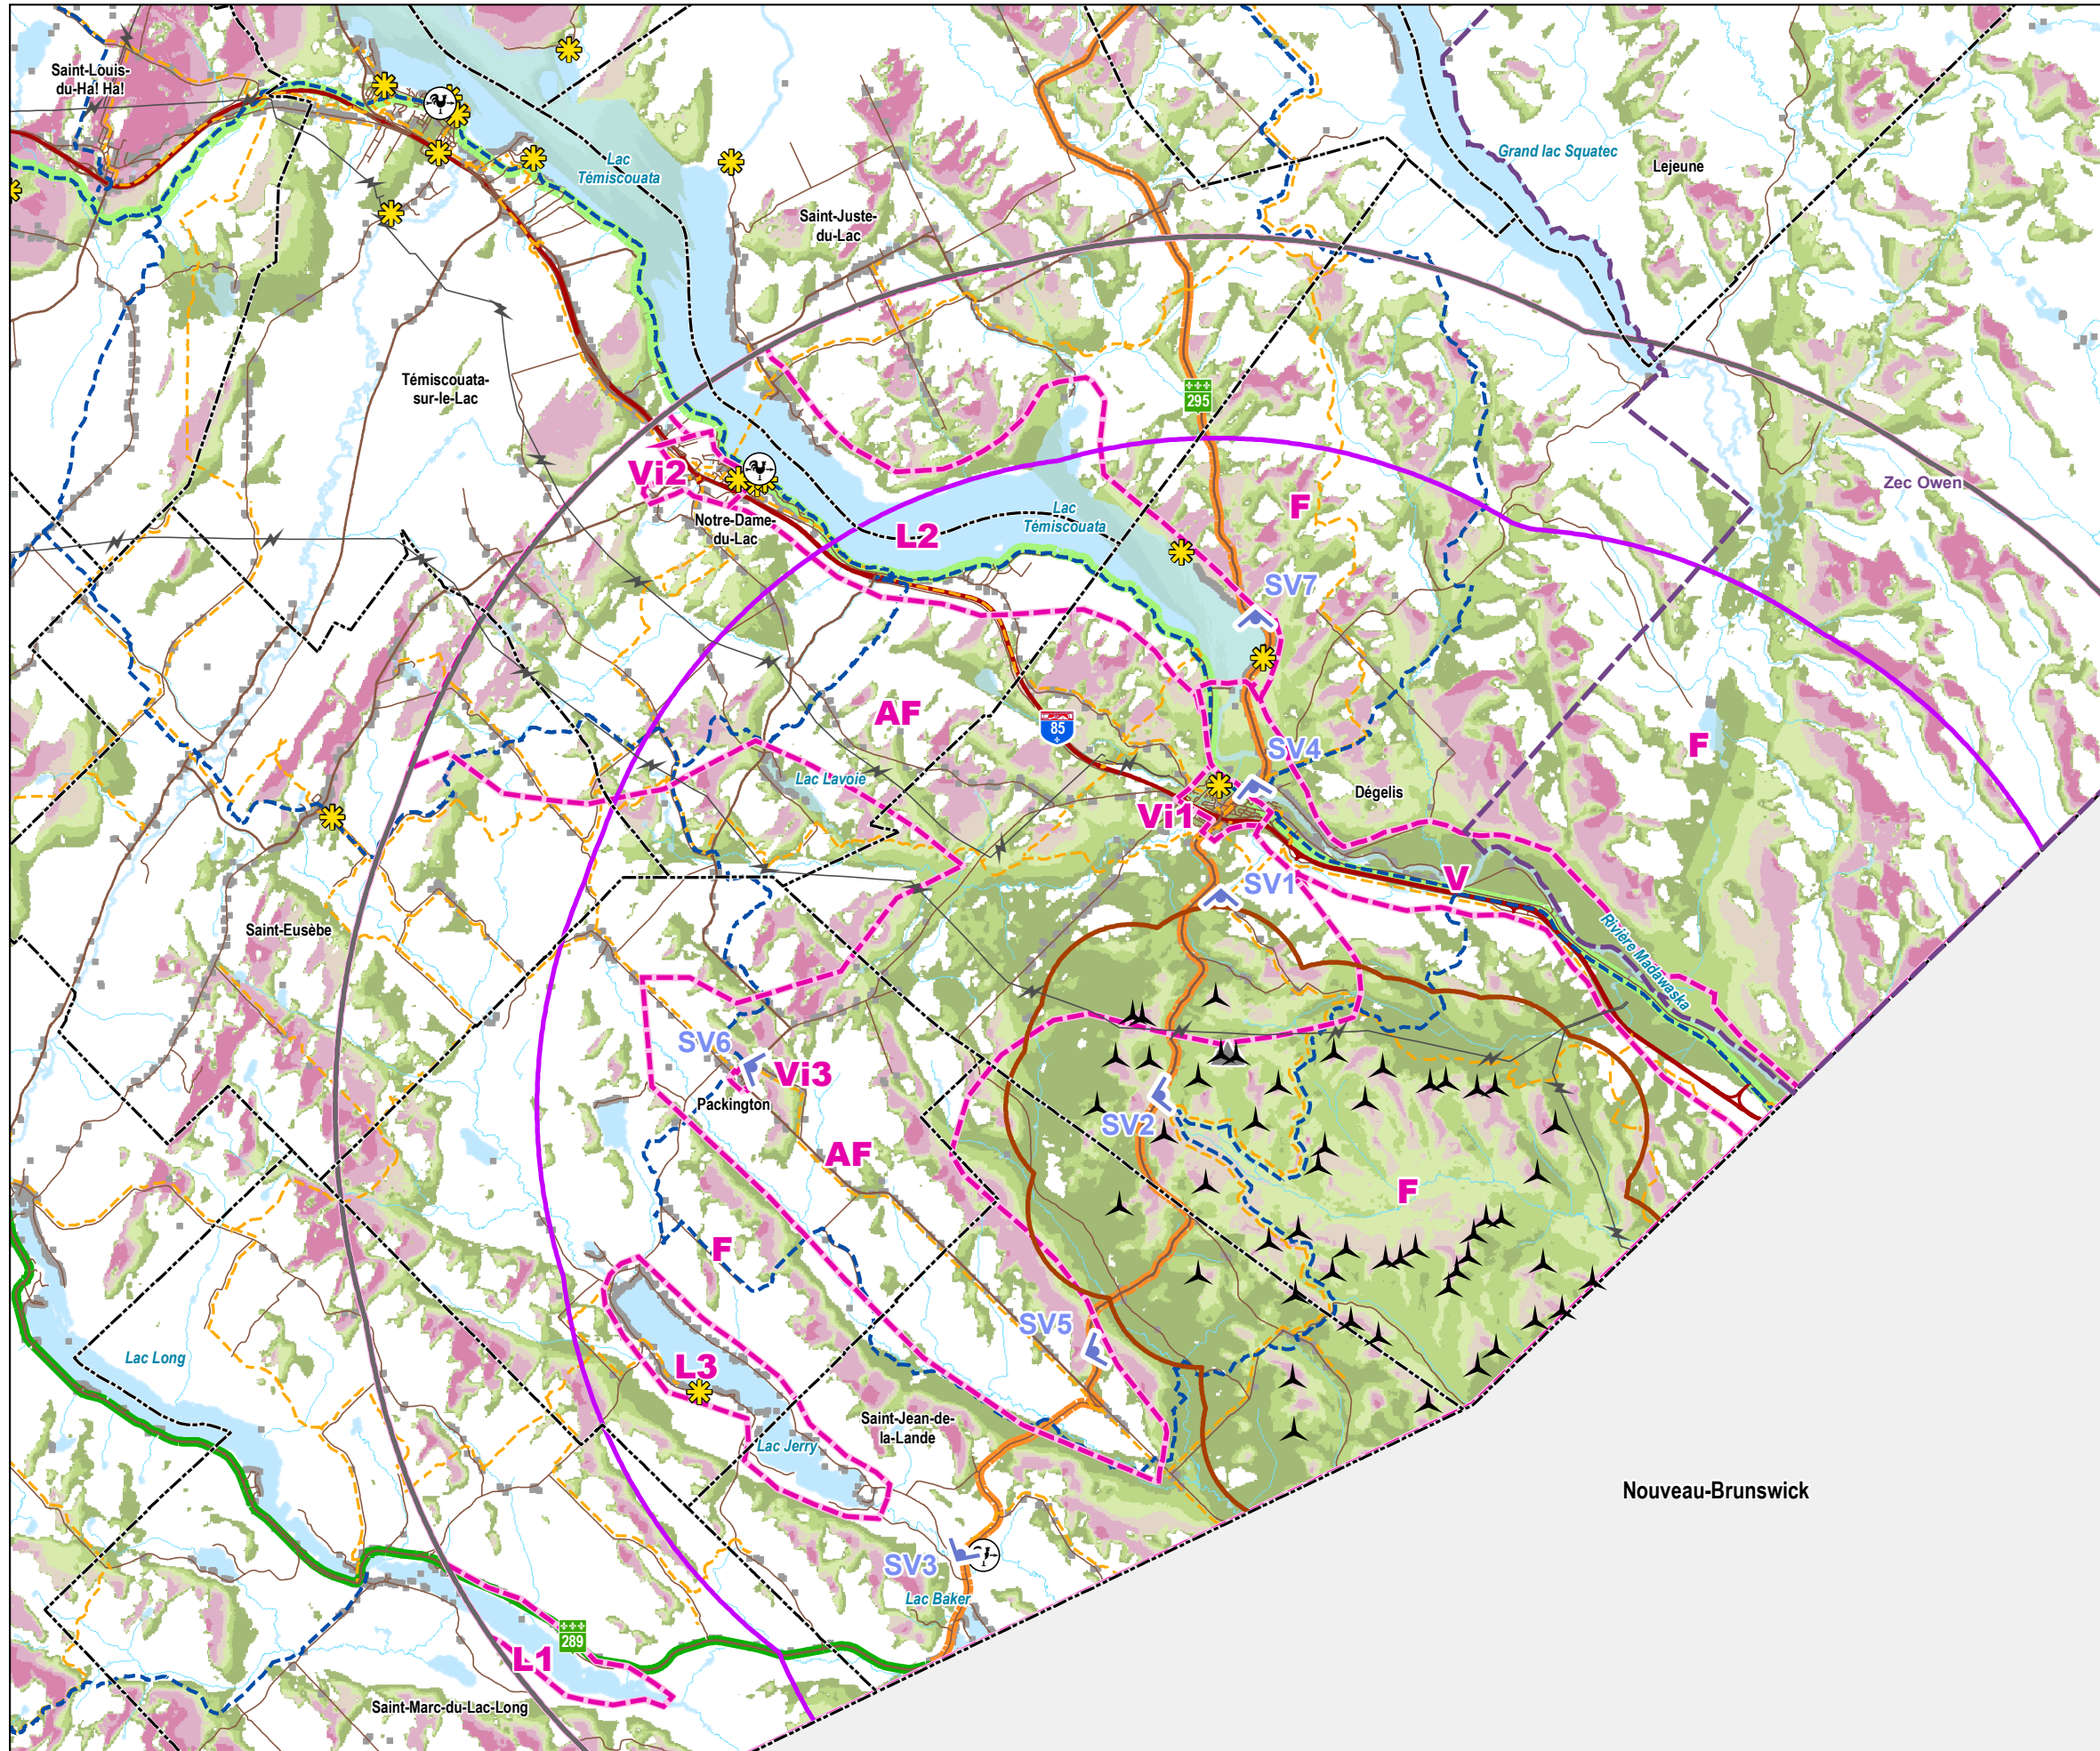 Saint-Louis-
du-Ha! Ha!
Lac
Témiscouata
Grand lac Squatec
Lejeune
Saint-Juste-
du-Lac
Témiscouata-
sur-le-Lac
295
Vi2
Zec Owen
F
Notre-Dame-
du-Lac
L2
Lac
Témiscouata
SV7
AF
85
F
SV4
Lac Lavoie
Dégelis
Vi1
V
SV1
Saint-Eusèbe
Rivière Madawaska
SV6
Vi3
Packington
SV2
AF
F
F
SV5
Lac Long
L3
Saint-Jean-de-
la-Lande
Lac Jerry
Nouveau-Brunswick
SV3
Lac Baker
289
L1
Saint-Marc-du-Lac-Long